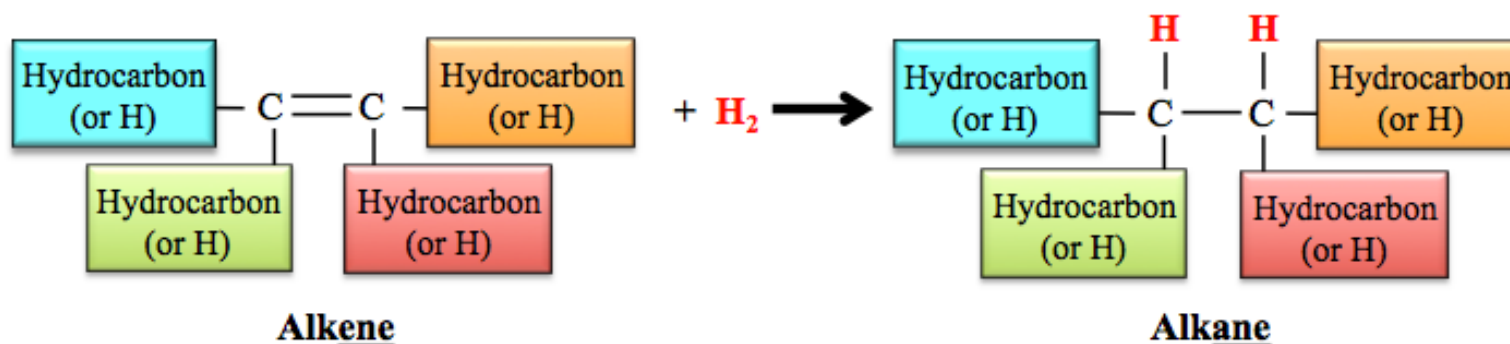 H H
Hydrocarbon
(or H)
C
C
Hydrocarbon
(or H)
+ H₂
Hydrocarbon
(or H)
C
C
Hydrocarbon
(or H)
Hydrocarbon
(or H)
Hydrocarbon
(or H)
Hydrocarbon
(or H)
Hydrocarbon
(or H)
Alkene
Alkane